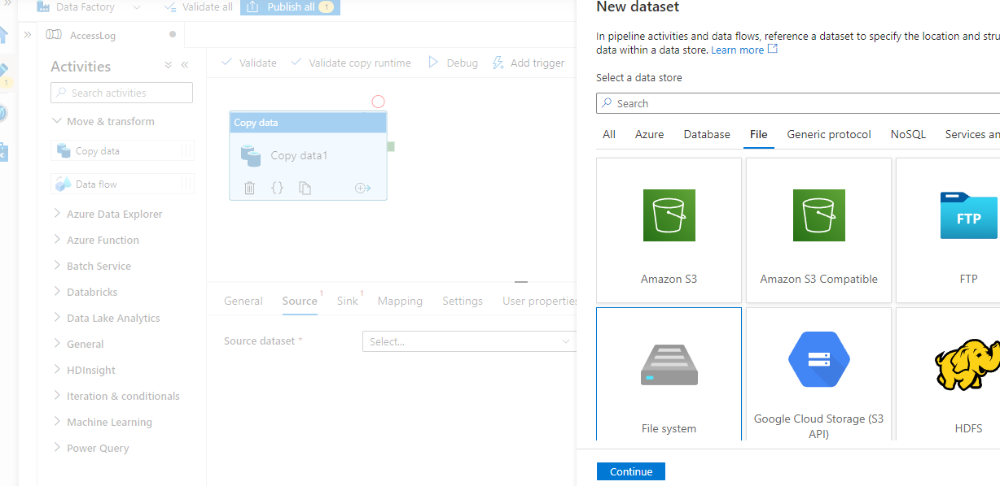 Data Factory
Validate all
Publish all 1
AccessLog
1
Activities
Search activities
Move & transform
Copy data
Data flow
Azure Data Explorer
Azure Function
Batch Service
Databricks
Data Lake Analytics
General
HDInsight
Iteration & conditionals
Machine Learning
Power Query
Validate
Validate copy runtime
Debug
Add trigger
Copy data
Copy data1
{}
General
Source 1
Sink 1
Mapping
Settings
User properties
Source dataset *
Select...
New dataset
In pipeline activities and data flows, reference a dataset to specify the location and stru
data within a data store. Learn more
Select a data store
Search
All
Azure
Database
File
Generic protocol
NoSQL
Services an
Amazon S3
Amazon S3 Compatible
FTP
FTP
File system
Google Cloud Storage (S3
API)
HDFS
Continue